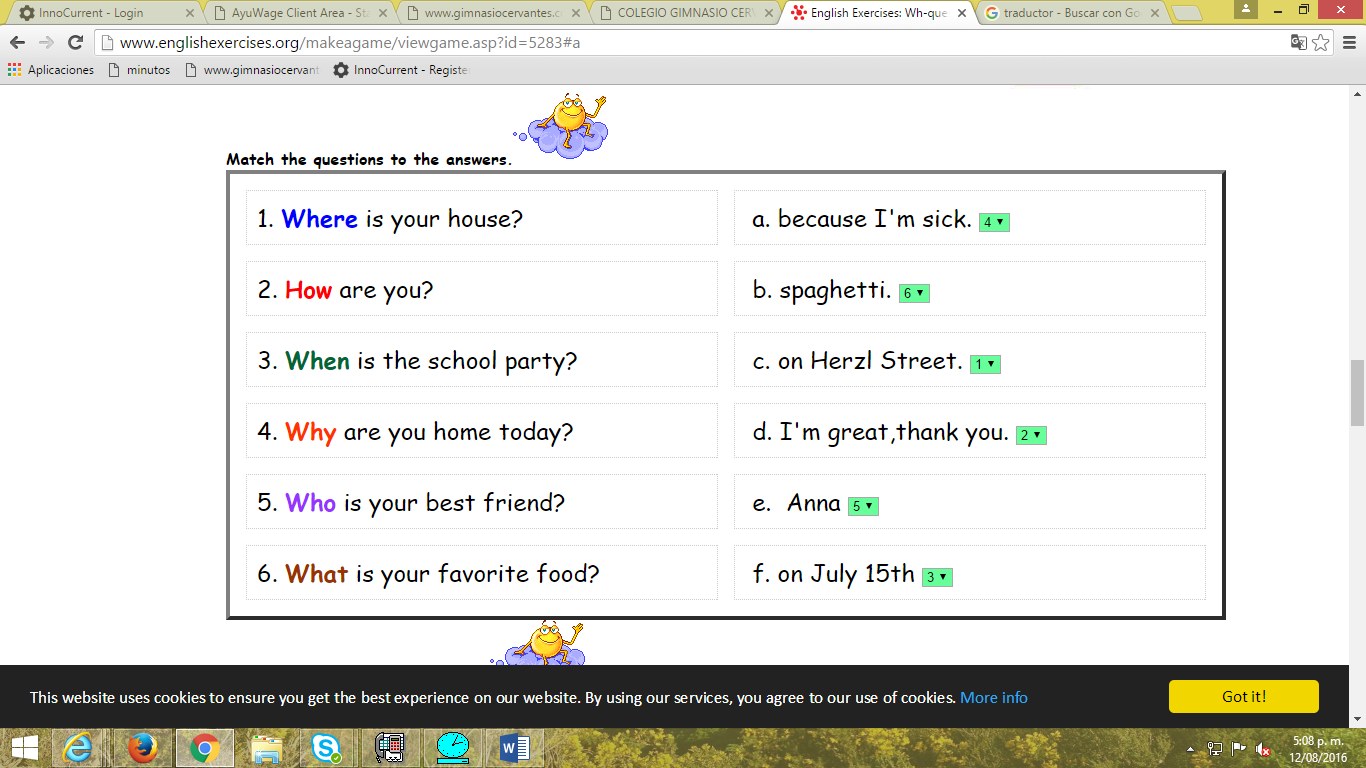 InnoCurrent - Login
AyuWage Client Area - Sta
www.gimnasiocervantes.c
COLEGIO GIMNASIO CER
English Exercises: Wh-que
traductor - Buscar con Go
www.englishexercises.org/makeagame/viewgame.asp?id=5283#a
Aplicaciones
minutos
www.gimnasiocervant
InnoCurrent - Registe
Match the questions to the answers.
1. Where is your house?
a. because I'm sick. 4
2. How are you?
b. spaghetti. 6
3. When is the school party?
c. on Herzl Street. 1
4. Why are you home today?
d. I'm great,thank you. 2
5. Who is your best friend?
e. Anna 5
6. What is your favorite food?
f. on July 15th 3
This website uses cookies to ensure you get the best experience on our website. By using our services, you agree to our use of cookies. More info
Got it!
5:08 p. m.
12/08/2016